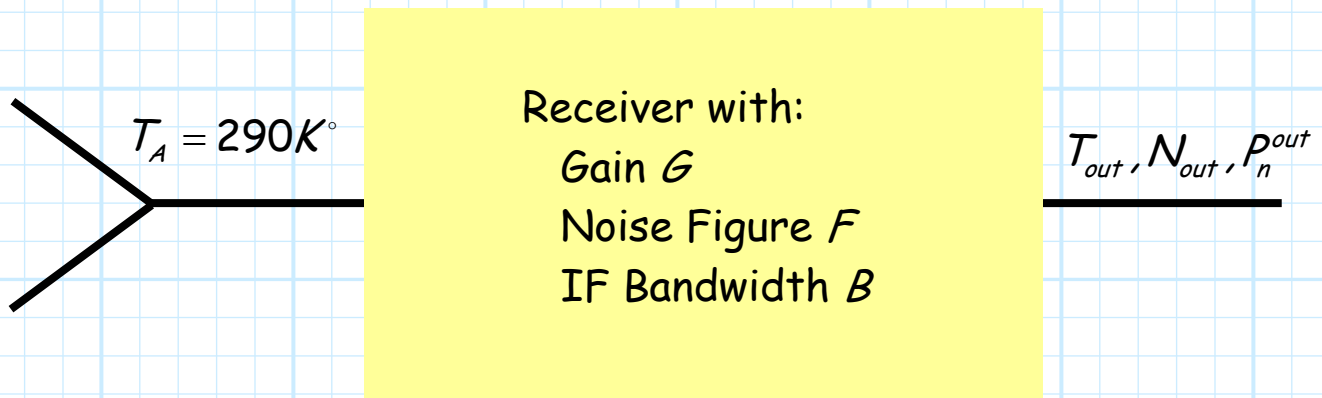 T_A = 290K°
Receiver with:
Gain G
Noise Figure F
IF Bandwidth B
T_out , N_out , P_n^out